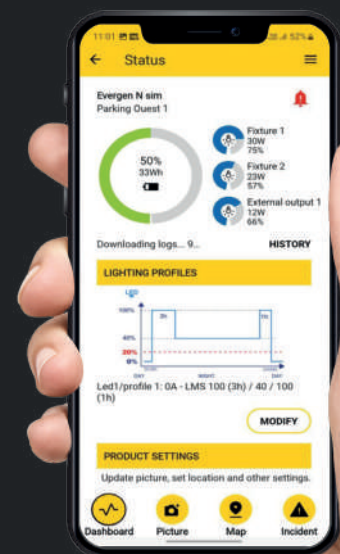 11:01
52%
Status
Evergen N sim
Parking Ouest 1
50%
33Wh
Fixture 1
30W
75%
Fixture 2
23W
57%
External output 1
12W
66%
Downloading logs... 9...
HISTORY
LIGHTING PROFILES
LED
100%
3h
1h
40%
20%
0%
DAY
NIGHT
DAY
Led1/profile 1: 0A - LMS 100 (3h) / 40 / 100
(1h)
MODIFY
PRODUCT SETTINGS
Update picture, set location and other settings.
Dashboard
Picture
Map
Incident